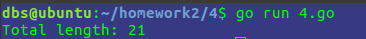 dbs@ubuntu:~/homework2/4$ go run 4.go
Total length: 21